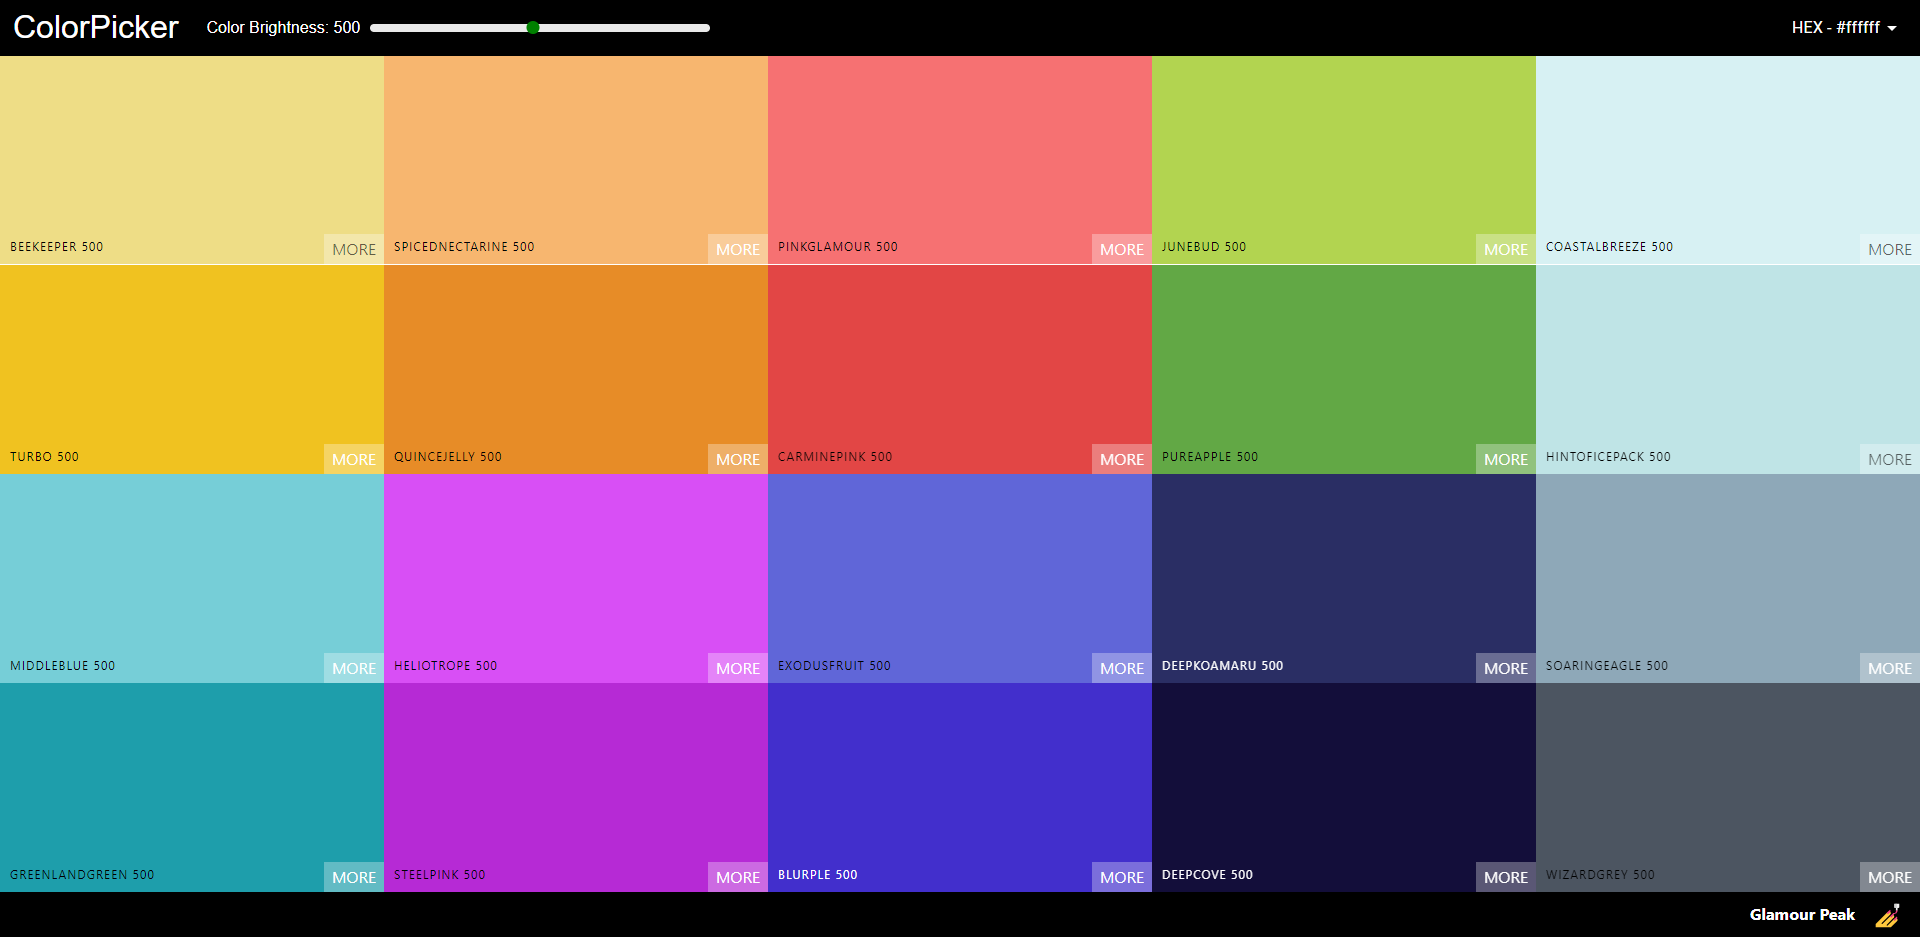 ColorPicker
Color Brightness: 500
HEX - #ffffff
BEEKEEPER 500
MORE
SPICEDNECTARINE 500
MORE
PINKGLAMOUR 500
MORE
JUNEBUD 500
MORE
COASTALBREEZE 500
MORE
TURBO 500
MORE
QUINCEJELLY 500
MORE
CARMINEPINK 500
MORE
PUREAPPLE 500
MORE
HINTOFICEPACK 500
MORE
MIDDLEBLUE 500
MORE
HELIOTROPE 500
MORE
EXODUSFRUIT 500
MORE
DEEPKOAMARU 500
MORE
SOARINGEAGLE 500
MORE
GREENLANDGREEN 500
MORE
STEELPINK 500
MORE
BLURPLE 500
MORE
DEEPCOVE 500
MORE
WIZARDGREY 500
MORE
Glamour Peak